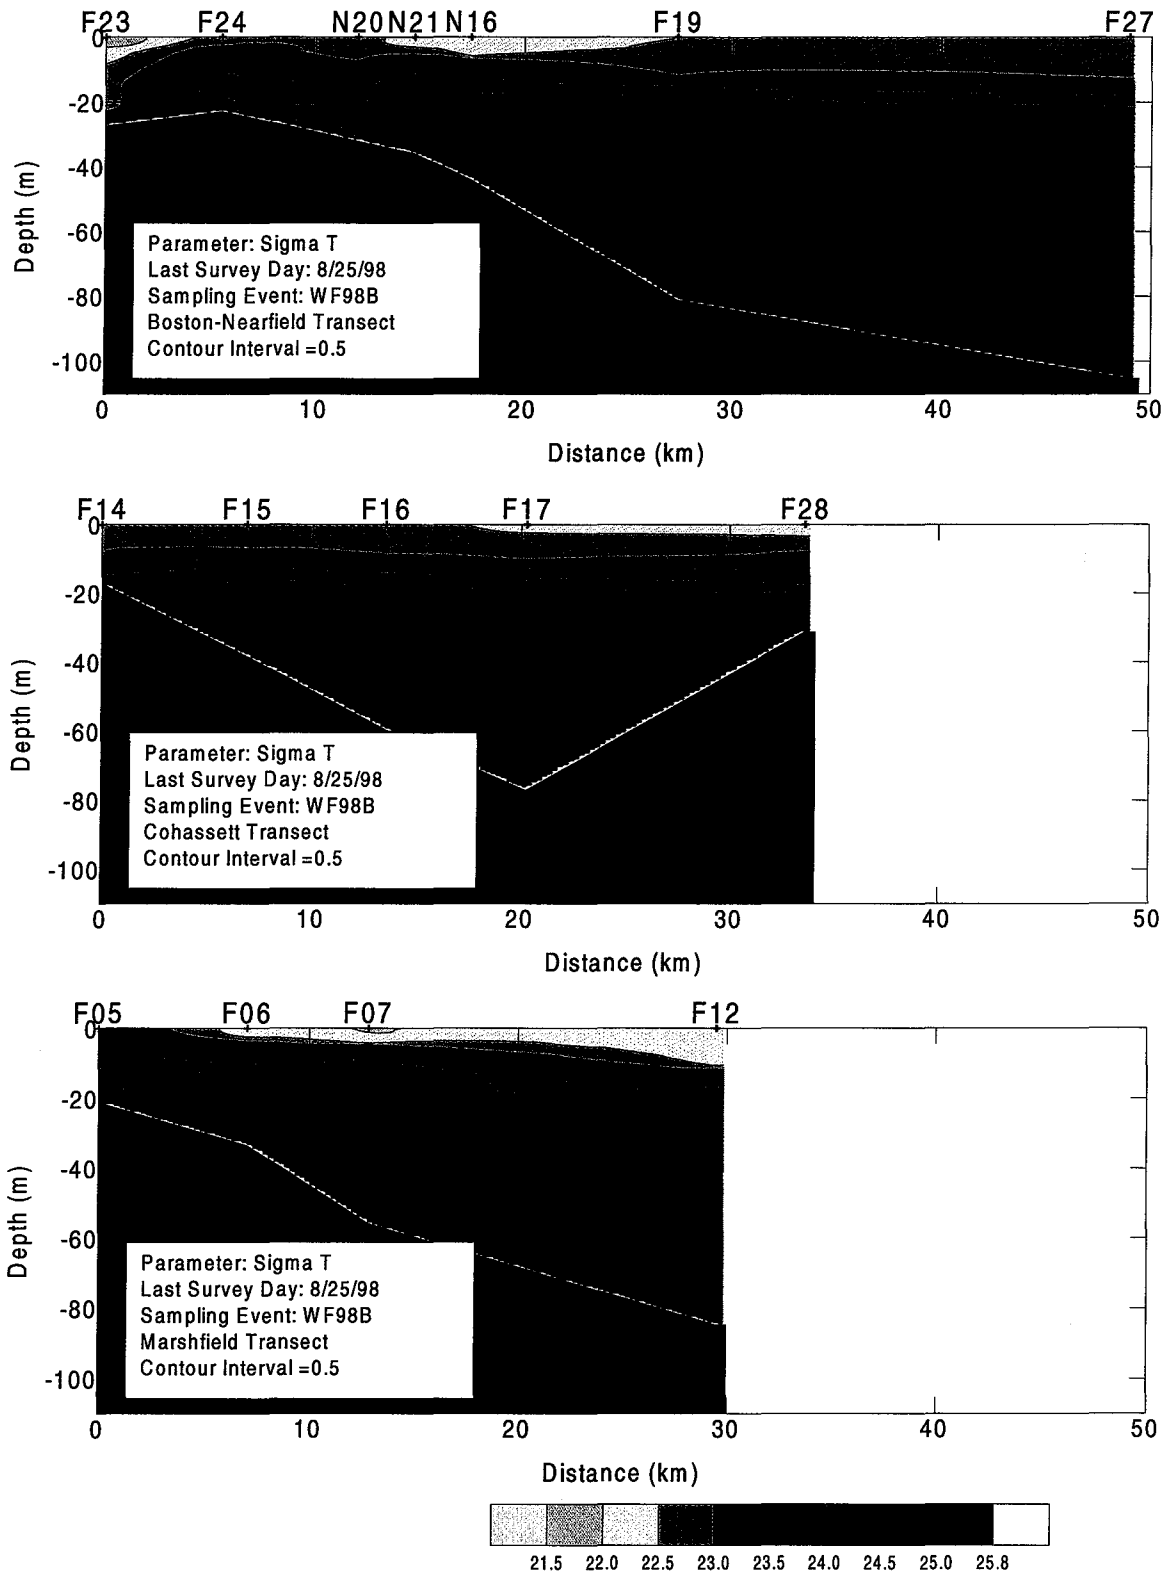 F23 F24 N20 N21 N16 F19 F27
0
-20
-40
-60
-80
-100
Depth (m)
Parameter: Sigma T
Last Survey Day: 8/25/98
Sampling Event: WF98B
Boston-Nearfield Transect
Contour Interval =0.5
0 10 20 30 40 50
Distance (km)
F14 F15 F16 F17 F28
0
-20
-40
-60
-80
-100
Depth (m)
Parameter: Sigma T
Last Survey Day: 8/25/98
Sampling Event: WF98B
Cohassett Transect
Contour Interval =0.5
0 10 20 30 40 50
Distance (km)
F05 F06 F07 F12
0
-20
-40
-60
-80
-100
Depth (m)
Parameter: Sigma T
Last Survey Day: 8/25/98
Sampling Event: WF98B
Marshfield Transect
Contour Interval =0.5
0 10 20 30 40 50
Distance (km)
21.5 22.0 22.5 23.0 23.5 24.0 24.5 25.0 25.8